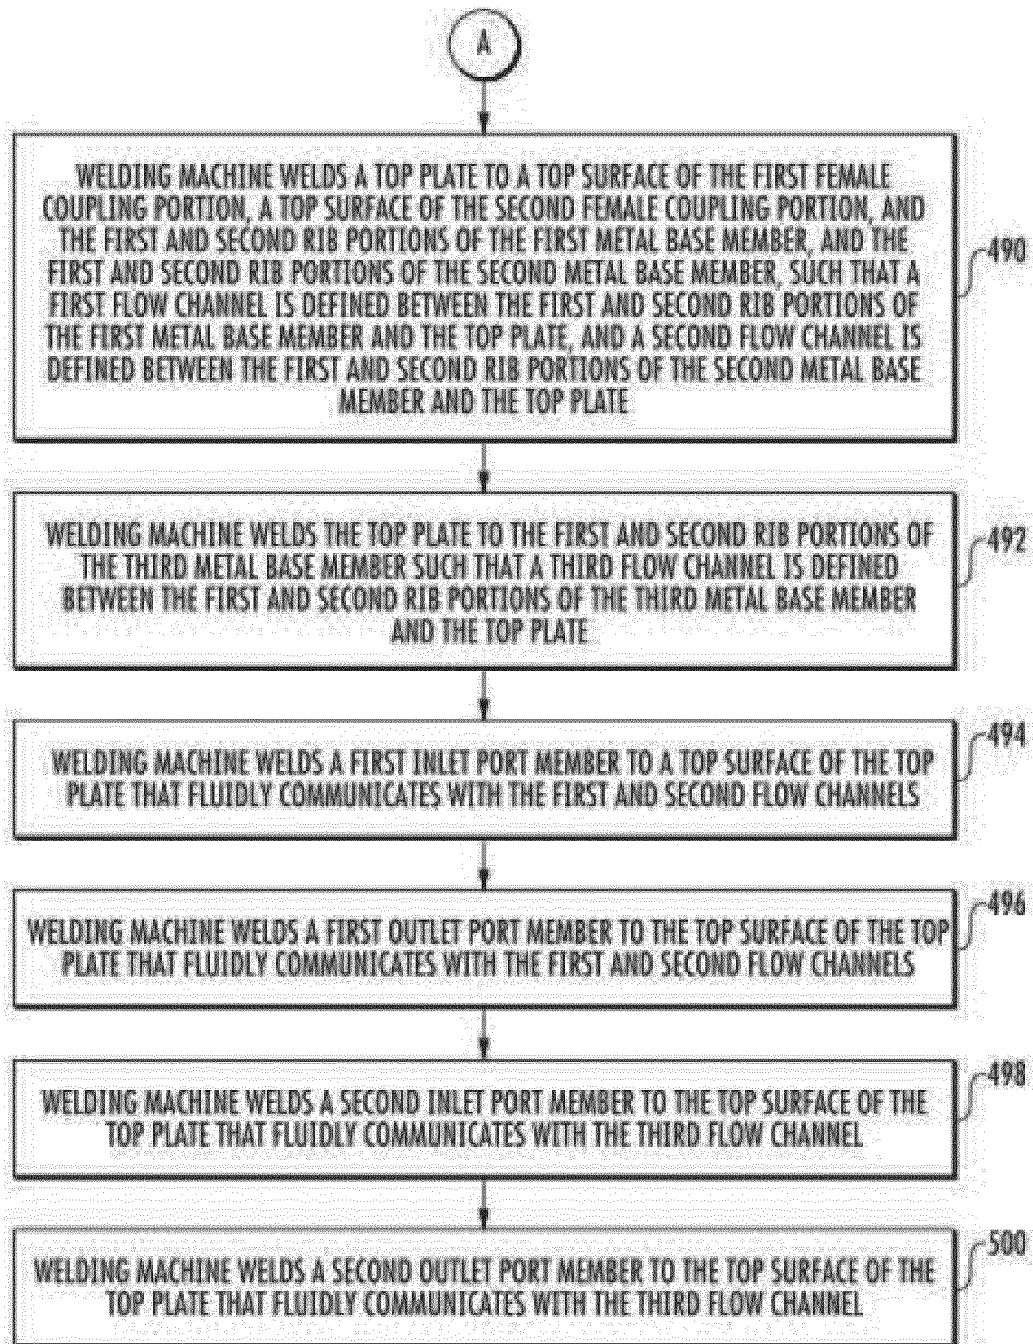 A
WELDING MACHINE WELDS A TOP PLATE TO A TOP SURFACE OF THE FIRST FEMALE
COUPLING PORTION, A TOP SURFACE OF THE SECOND FEMALE COUPLING PORTION, AND
THE FIRST AND SECOND RIB PORTIONS OF THE FIRST METAL BASE MEMBER, AND THE
FIRST AND SECOND RIB PORTIONS OF THE SECOND METAL BASE MEMBER, SUCH THAT A
FIRST FLOW CHANNEL IS DEFINED BETWEEN THE FIRST AND SECOND RIB PORTIONS OF
THE FIRST METAL BASE MEMBER AND THE TOP PLATE, AND A SECOND FLOW CHANNEL IS
DEFINED BETWEEN THE FIRST AND SECOND RIB PORTIONS OF THE SECOND METAL BASE
MEMBER AND THE TOP PLATE
490
WELDING MACHINE WELDS THE TOP PLATE TO THE FIRST AND SECOND RIB PORTIONS OF
THE THIRD METAL BASE MEMBER SUCH THAT A THIRD FLOW CHANNEL IS DEFINED
BETWEEN THE FIRST AND SECOND RIB PORTIONS OF THE THIRD METAL BASE MEMBER
AND THE TOP PLATE
492
WELDING MACHINE WELDS A FIRST INLET PORT MEMBER TO A TOP SURFACE OF THE TOP
PLATE THAT FLUIDLY COMMUNICATES WITH THE FIRST AND SECOND FLOW CHANNELS
494
WELDING MACHINE WELDS A FIRST OUTLET PORT MEMBER TO THE TOP SURFACE OF THE TOP
PLATE THAT FLUIDLY COMMUNICATES WITH THE FIRST AND SECOND FLOW CHANNELS
496
WELDING MACHINE WELDS A SECOND INLET PORT MEMBER TO THE TOP SURFACE OF THE
TOP PLATE THAT FLUIDLY COMMUNICATES WITH THE THIRD FLOW CHANNEL
498
WELDING MACHINE WELDS A SECOND OUTLET PORT MEMBER TO THE TOP SURFACE OF THE
TOP PLATE THAT FLUIDLY COMMUNICATES WITH THE THIRD FLOW CHANNEL
500